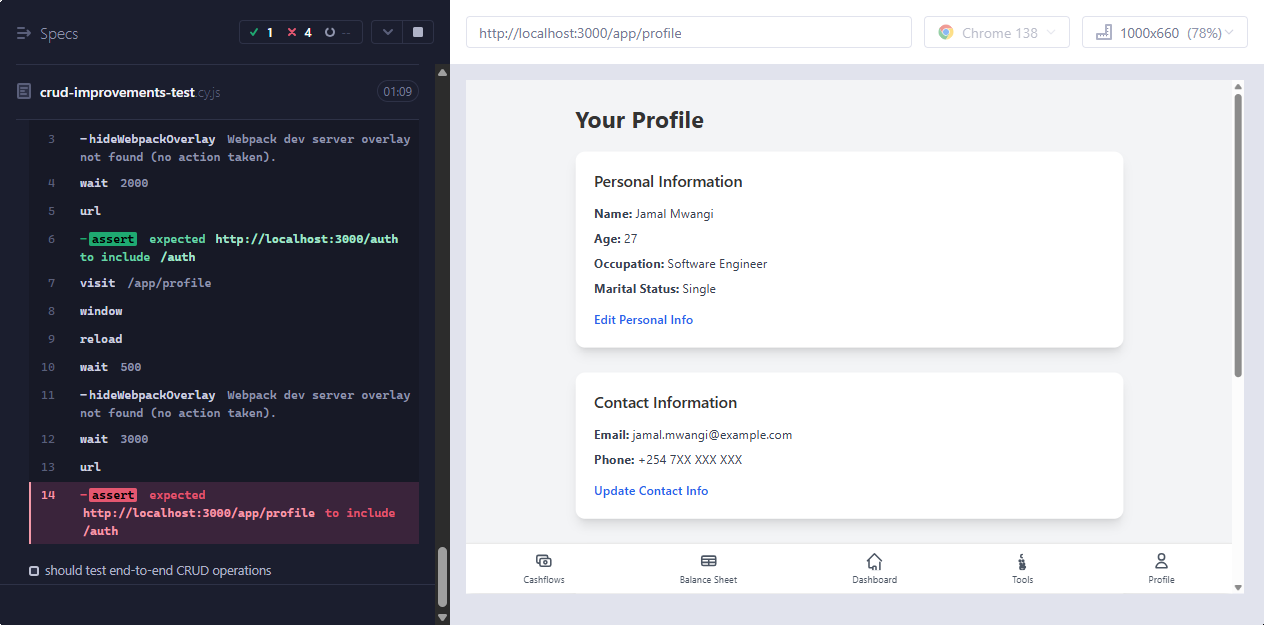 Specs
1
4
--
crud-improvements-test.cy.js
01:09
3 -hideWebpackOverlay Webpack dev server overlay
not found (no action taken).
4 wait 2000
5 url
6 -assert expected http://localhost:3000/auth
to include /auth
7 visit /app/profile
8 window
9 reload
10 wait 500
11 -hideWebpackOverlay Webpack dev server overlay
not found (no action taken).
12 wait 3000
13 url
14 -assert expected
http://localhost:3000/app/profile to include
/auth
should test end-to-end CRUD operations
http://localhost:3000/app/profile
Chrome 138
1000x660 (78%)
Your Profile
Personal Information
Name: Jamal Mwangi
Age: 27
Occupation: Software Engineer
Marital Status: Single
Edit Personal Info
Contact Information
Email: jamal.mwangi@example.com
Phone: +254 7XX XXX XXX
Update Contact Info
Cashflows
Balance Sheet
Dashboard
Tools
Profile